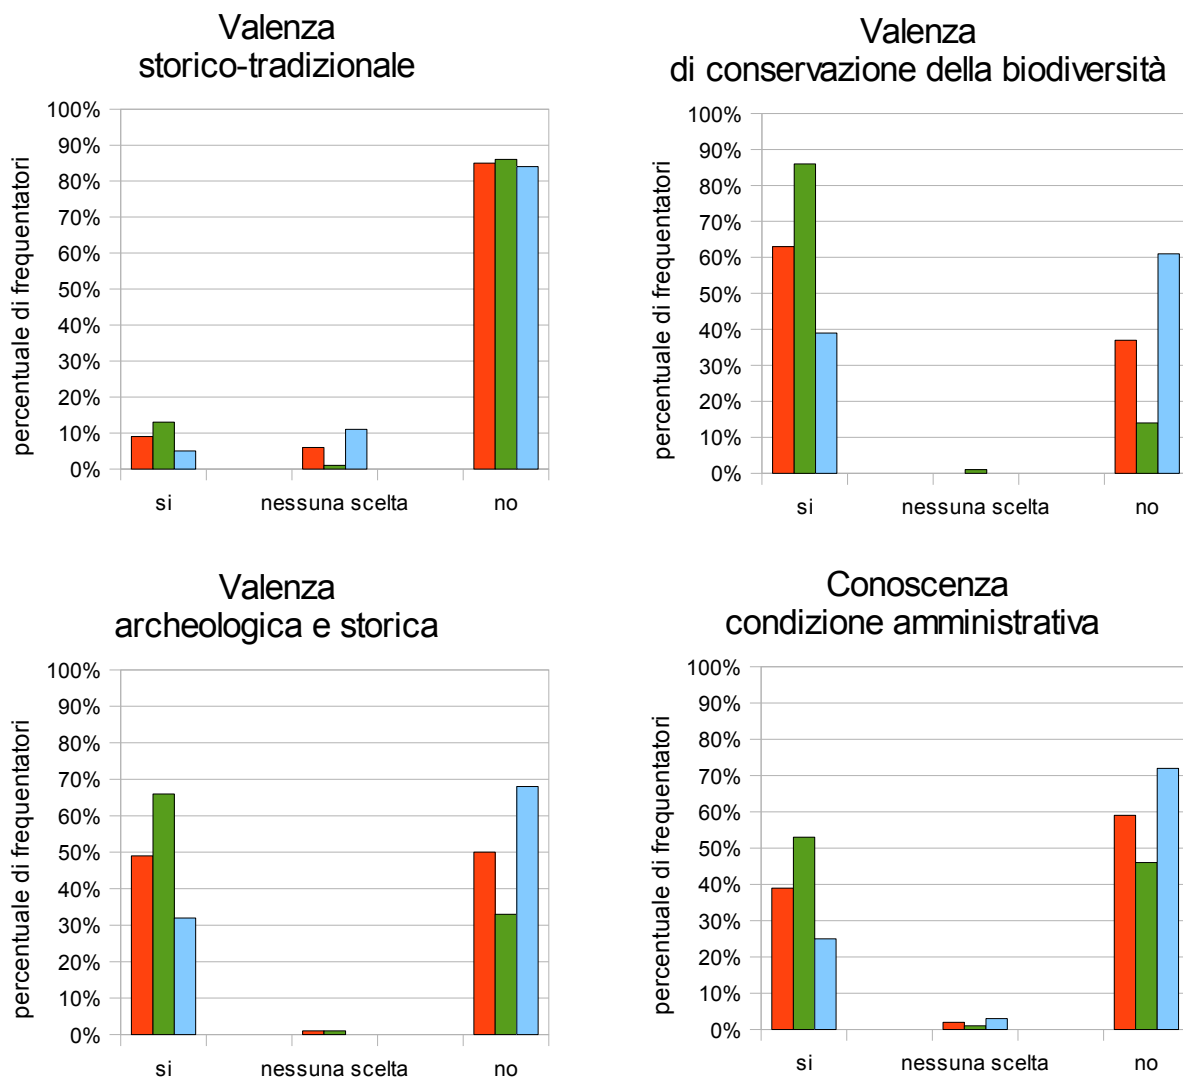 Valenza
storico-tradizionale
percentuale di frequentatori
100%
90%
80%
70%
60%
50%
40%
30%
20%
10%
0%
si nessuna scelta no
Valenza
di conservazione della biodiversità
percentuale di frequentatori
100%
90%
80%
70%
60%
50%
40%
30%
20%
10%
0%
si nessuna scelta no
Valenza
archeologica e storica
percentuale di frequentatori
100%
90%
80%
70%
60%
50%
40%
30%
20%
10%
0%
si nessuna scelta no
Conoscenza
condizione amministrativa
percentuale di frequentatori
100%
90%
80%
70%
60%
50%
40%
30%
20%
10%
0%
si nessuna scelta no